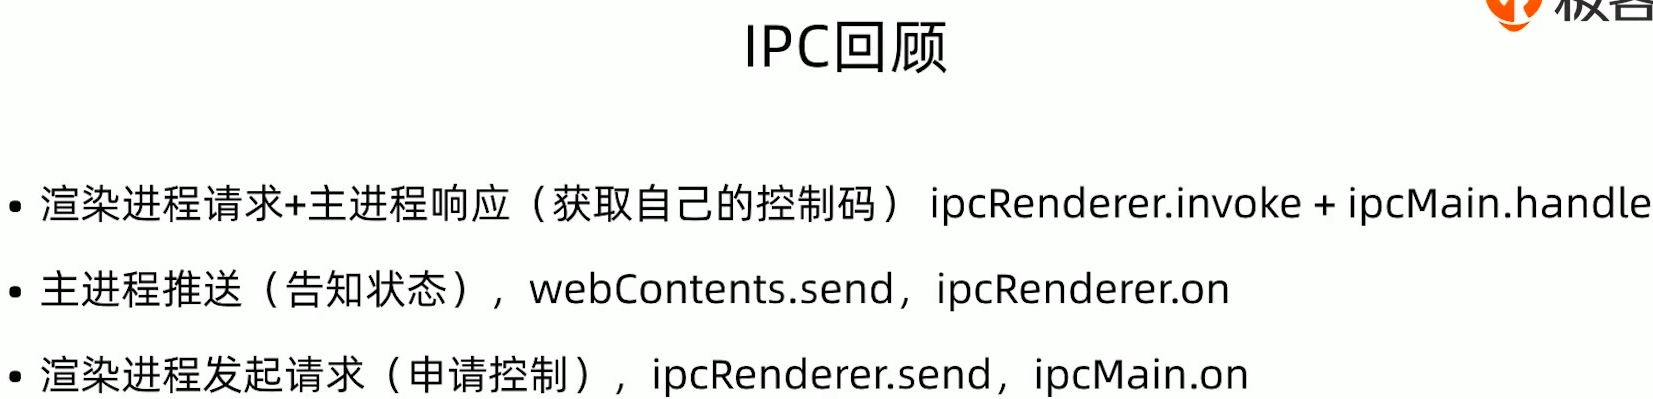 IPC回顾
• 渲染进程请求+主进程响应（获取自己的控制码） ipcRenderer.invoke + ipcMain.handle
• 主进程推送（告知状态），webContents.send，ipcRenderer.on
• 渲染进程发起请求（申请控制），ipcRenderer.send，ipcMain.on